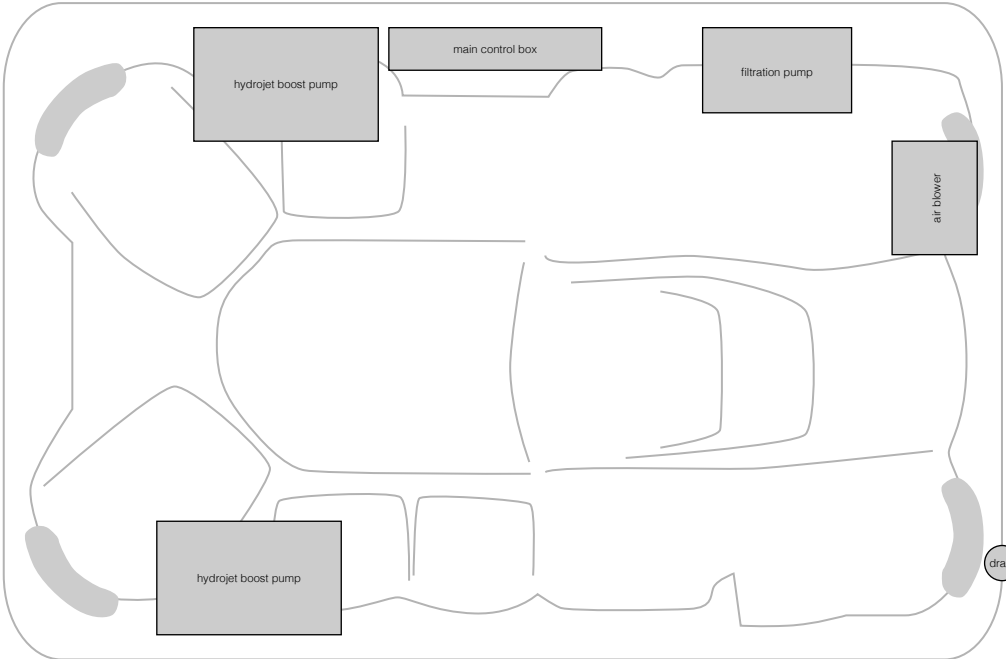 main control box
hydrojet boost pump
filtration pump
air blower
hydrojet boost pump